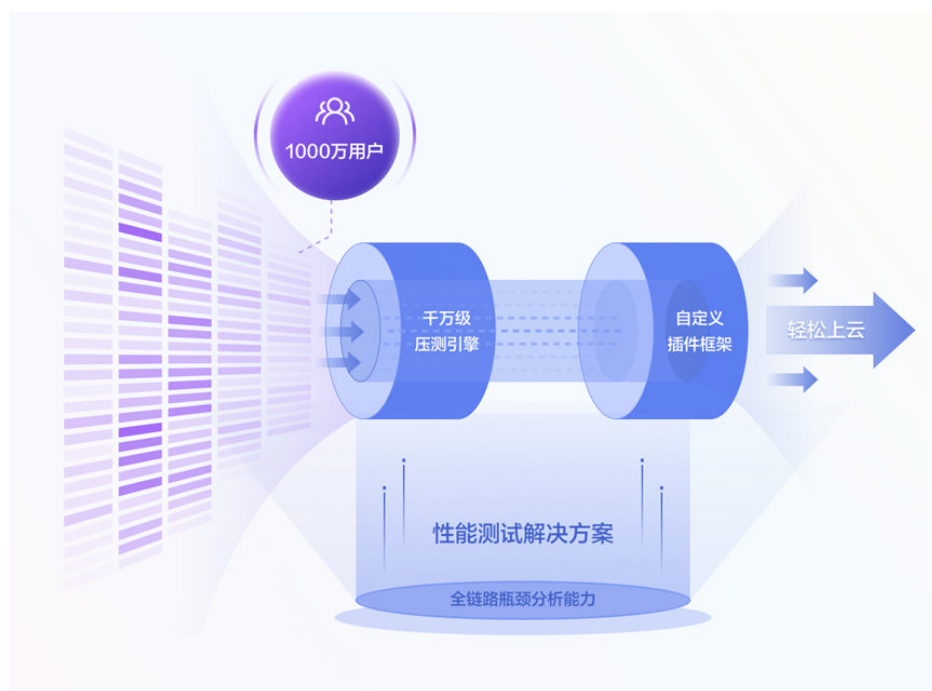 1000万用户
千万级
压测引擎
自定义
插件框架
轻松上云
性能测试解决方案
全链路瓶颈分析能力